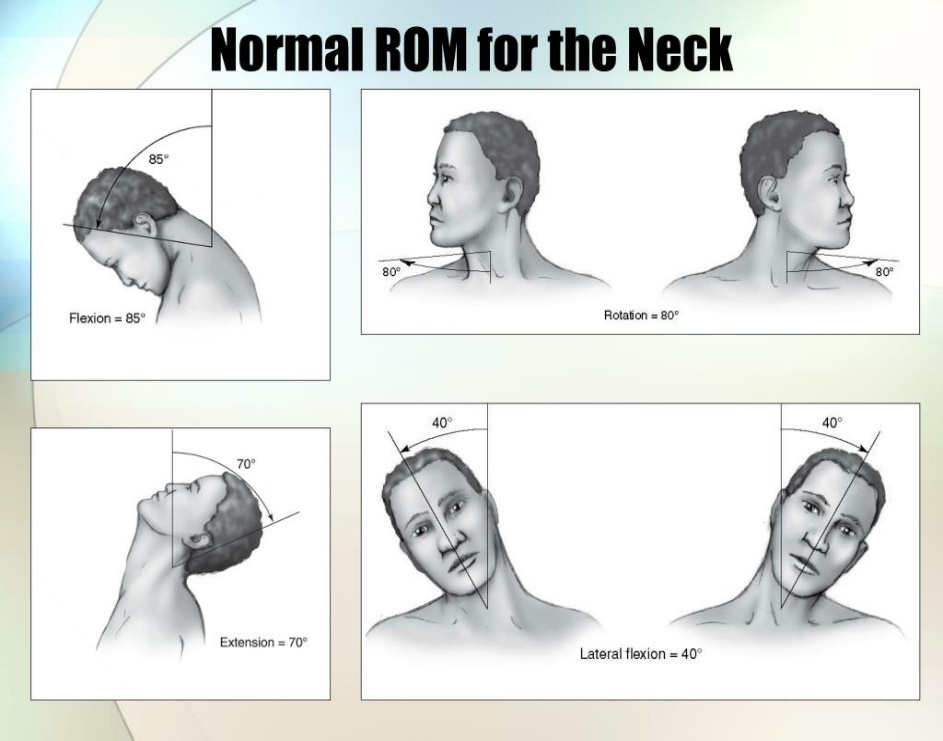 Normal ROM for the Neck
85°
Flexion = 85°
80°
80°
Rotation = 80°
70°
Extension = 70°
40°
40°
Lateral flexion = 40°